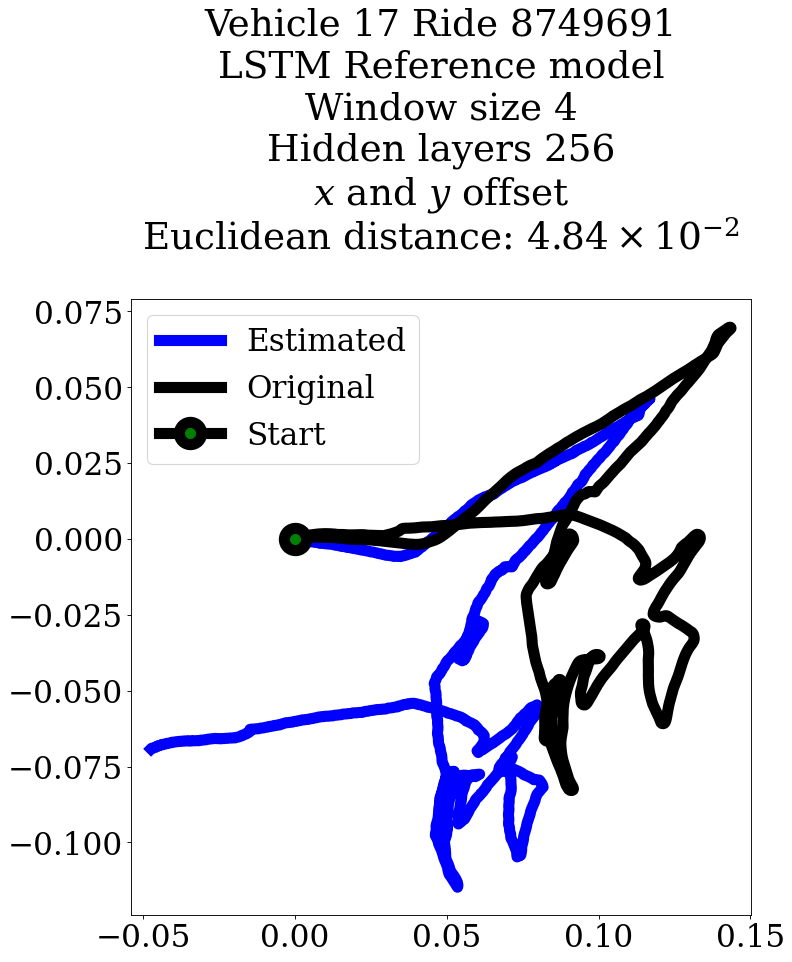 Vehicle 17 Ride 8749691
LSTM Reference model
Window size 4
Hidden layers 256
x and y offset
Euclidean distance: 4.84 × 10⁻²
Estimated
Original
Start
0.075
0.050
0.025
0.000
−0.025
−0.050
−0.075
−0.100
−0.05 0.00 0.05 0.10 0.15